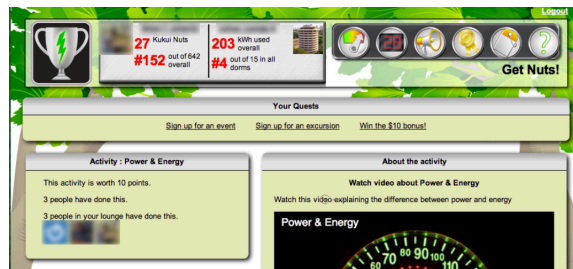 Logout
27 Kukui Nuts
#152 out of 642 overall
203 kWh used overall
#4 out of 15 in all dorms
Get Nuts!
Your Quests
Sign up for an event Sign up for an excursion Win the $10 bonus!
Activity : Power & Energy
This activity is worth 10 points.
3 people have done this.
3 people in your lounge have done this.
About the activity
Watch video about Power & Energy
Watch this video explaining the difference between power and energy
Power & Energy
60 70 80 90 100 110